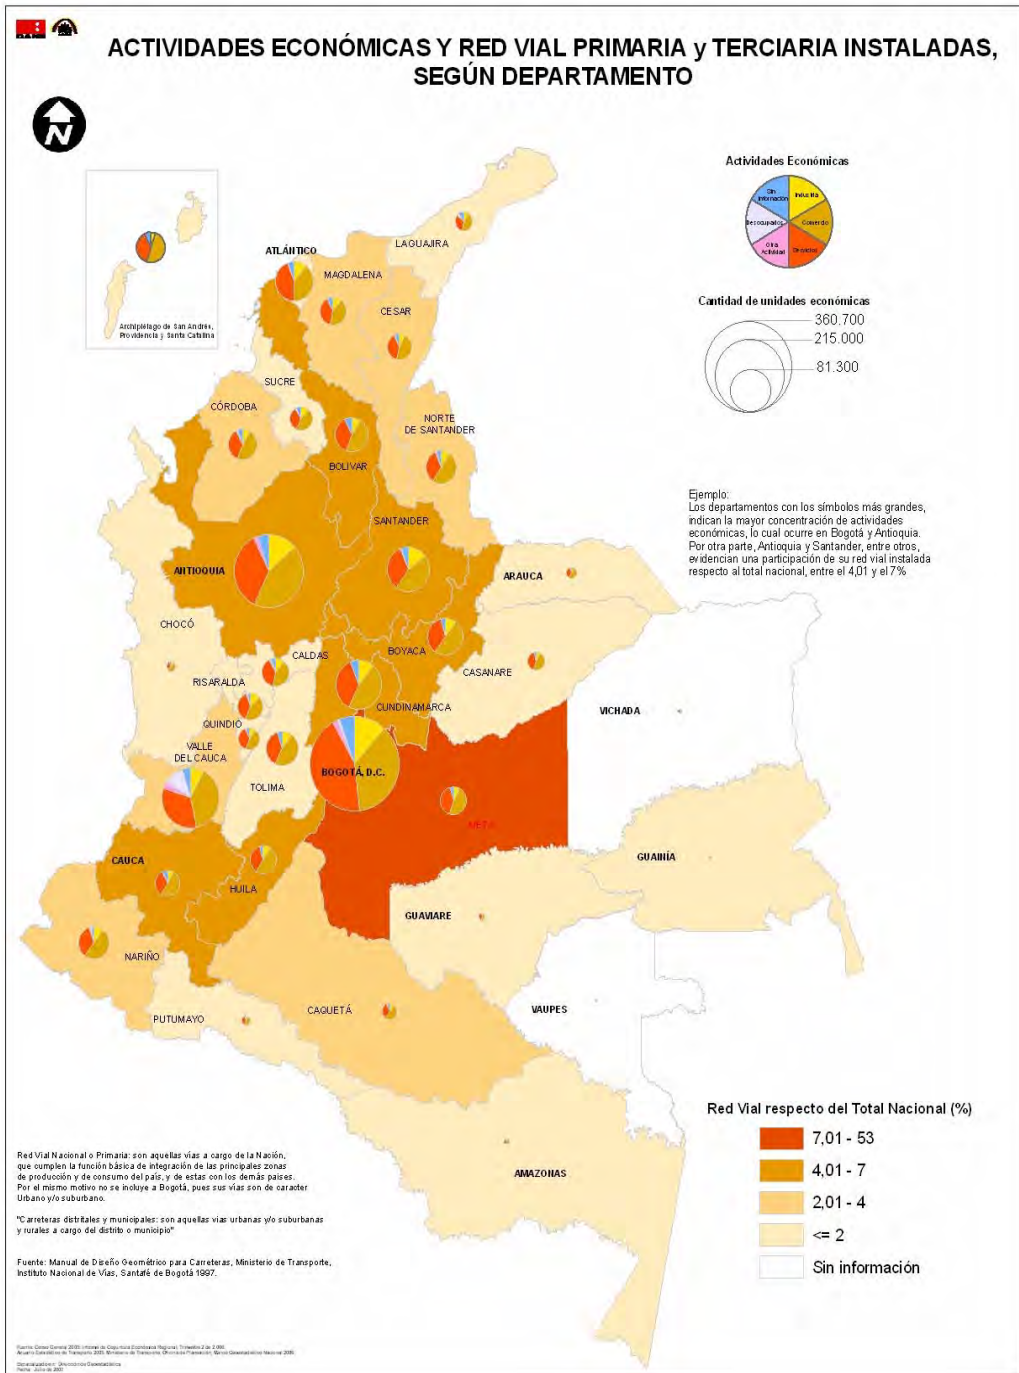 DANE
ACTIVIDADES ECONÓMICAS Y RED VIAL PRIMARIA y TERCIARIA INSTALADAS,
SEGÚN DEPARTAMENTO
N
Archipiélago de San Andrés,
Providencia y Santa Catalina
Actividades Económicas
Sin
Información
Industria
Desocupados
Comercio
Otra
Actividad
Servicios
Cantidad de unidades económicas
360.700
215.000
81.300
Ejemplo:
Los departamentos con los símbolos más grandes,
indican la mayor concentración de actividades
económicas, lo cual ocurre en Bogotá y Antioquia.
Por otra parte, Antioquia y Santander, entre otros,
evidencian una participación de su red vial instalada
respecto al total nacional, entre el 4,01 y el 7%
LA GUAJIRA
ATLÁNTICO
MAGDALENA
CESAR
SUCRE
CÓRDOBA
NORTE
DE SANTANDER
BOLÍVAR
SANTANDER
ANTIOQUIA
ARAUCA
CHOCÓ
CALDAS
BOYACA
CASANARE
RISARALDA
CUNDINAMARCA
VICHADA
QUINDÍO
VALLE
DEL CAUCA
BOGOTÁ, D.C.
TOLIMA
META
CAUCA
GUAINÍA
HUILA
GUAVIARE
NARIÑO
CAQUETÁ
VAUPES
PUTUMAYO
AMAZONAS
Red Vial respecto del Total Nacional (%)
7,01 - 53
4,01 - 7
2,01 - 4
<= 2
Sin información
Red Vial Nacional o Primaria: son aquellas vías a cargo de la Nación,
que cumplen la función básica de integración de las principales zonas
de producción y de consumo del país, y de estas con los demás paises.
Por el mismo motivo no se incluye a Bogotá, pues sus vías son de caracter
Urbano y/o suburbano.
"Carreteras distritales y municipales: son aquellas vias urbanas y/o suburbanas
y rurales a cargo del distrito o municipio"
Fuente: Manual de Diseño Geométrico para Carreteras, Ministerio de Transporte,
Instituto Nacional de Vías, Santafé de Bogotá 1997.